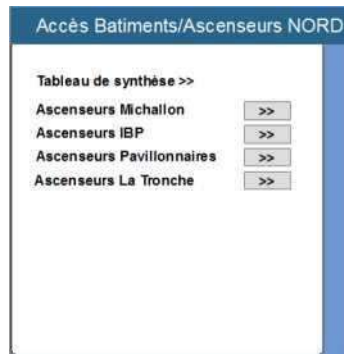 Accès Batiments/Ascenseurs NORD
Tableau de synthèse >>
Ascenseurs Michallon >>
Ascenseurs IBP >>
Ascenseurs Pavillonnaires >>
Ascenseurs La Tronche >>